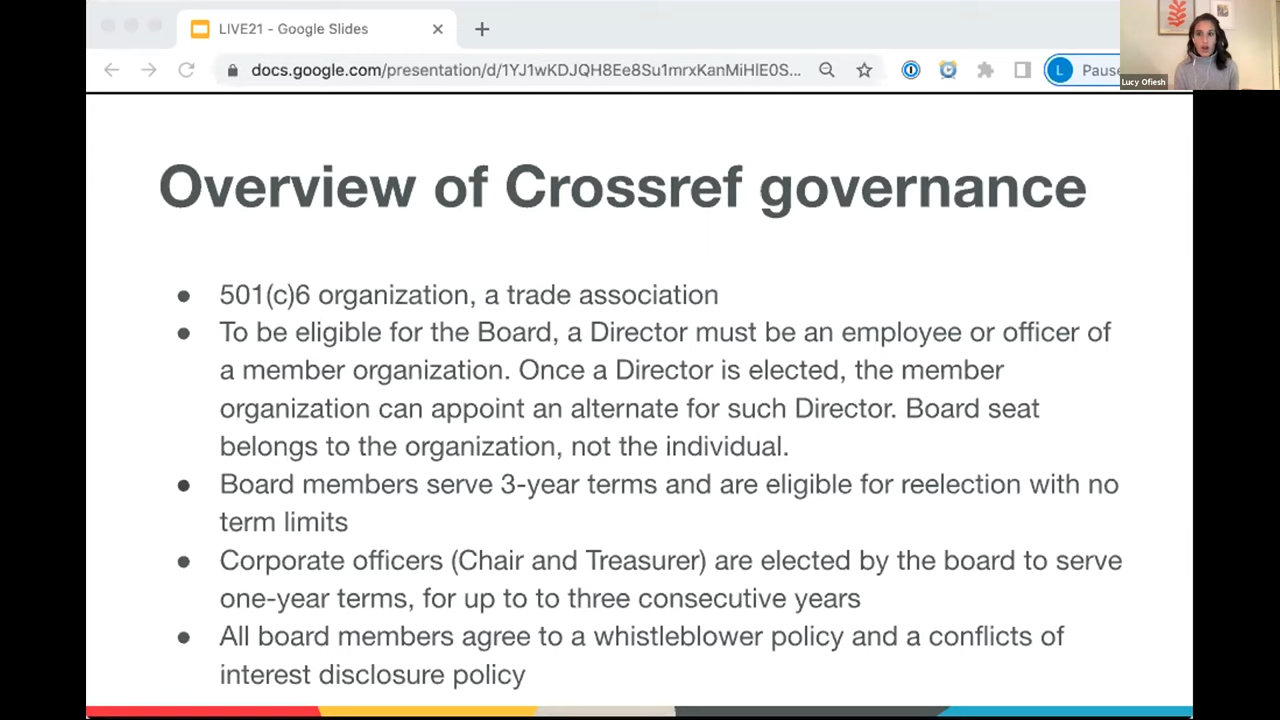 LIVE21 - Google Slides
docs.google.com/presentation/d/1YJ1wKDJQH8Ee8Su1mrxKanMiHlE0S...
L Pause
Lucy Ofiesh
Overview of Crossref governance
● 501(c)6 organization, a trade association
● To be eligible for the Board, a Director must be an employee or officer of
a member organization. Once a Director is elected, the member
organization can appoint an alternate for such Director. Board seat
belongs to the organization, not the individual.
● Board members serve 3-year terms and are eligible for reelection with no
term limits
● Corporate officers (Chair and Treasurer) are elected by the board to serve
one-year terms, for up to to three consecutive years
● All board members agree to a whistleblower policy and a conflicts of
interest disclosure policy